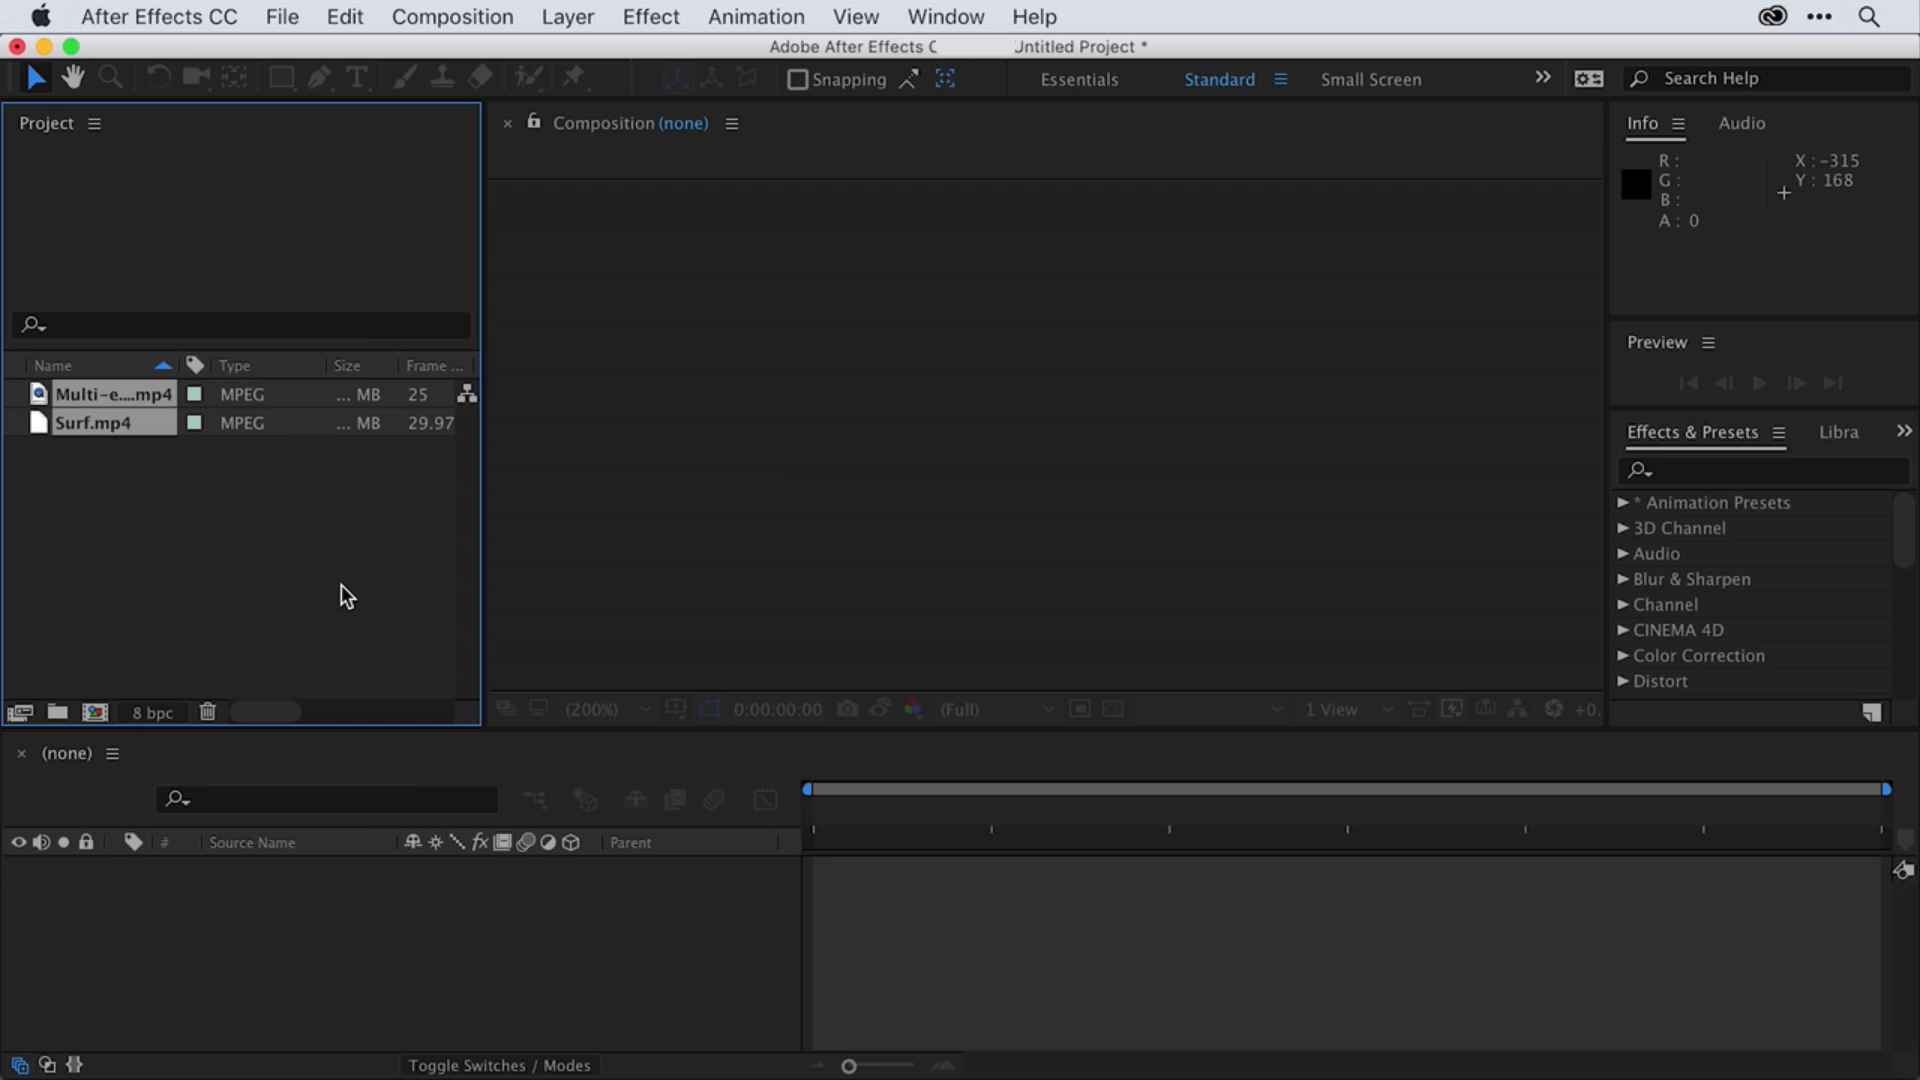 After Effects CC File Edit Composition Layer Effect Animation View Window Help
Adobe After Effects C Untitled Project *
Snapping Essentials Standard Small Screen Search Help
Project
Composition (none)
Info Audio
R :
G :
B :
A : 0
X : -315
Y : 168
Name Type Size Frame ...
Multi-e....mp4 MPEG ... MB 25
Surf.mp4 MPEG ... MB 29.97
Preview
Effects & Presets Libra
* Animation Presets
3D Channel
Audio
Blur & Sharpen
Channel
CINEMA 4D
Color Correction
Distort
8 bpc
(200%) 0:00:00:00 (Full) 1 View +0.
(none)
# Source Name fx Parent
Toggle Switches / Modes